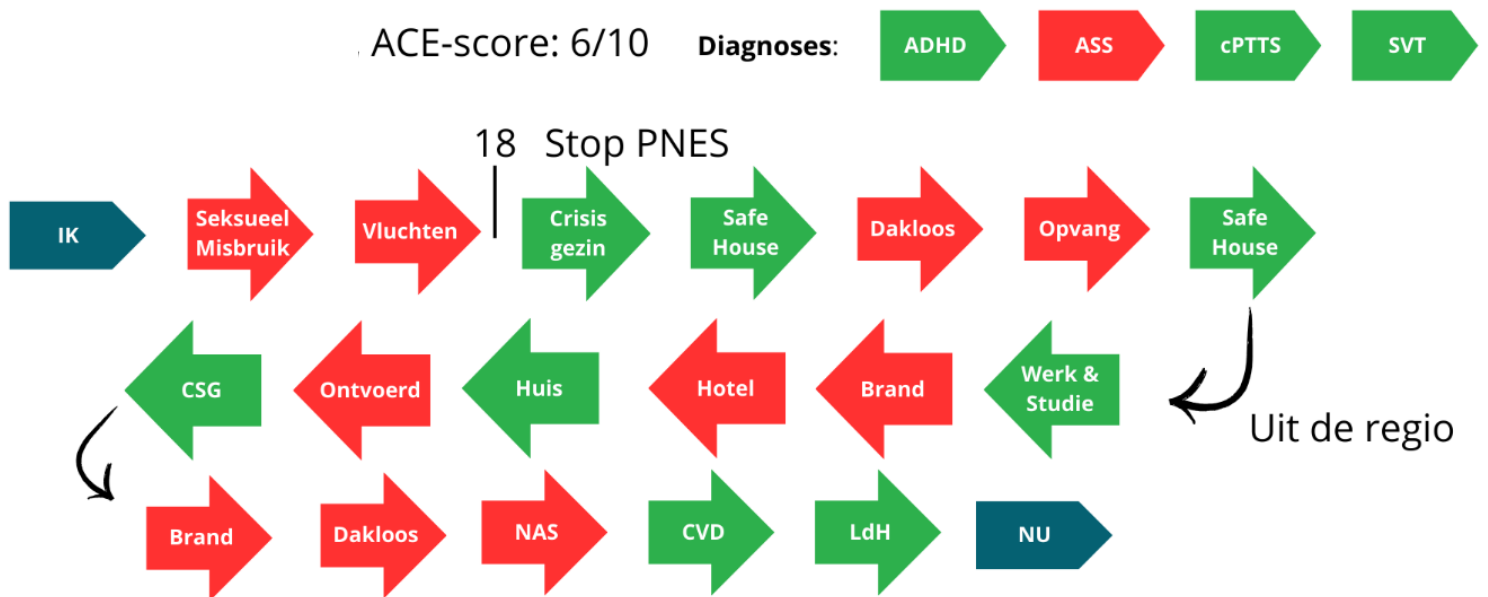 ACE-score: 6/10 Diagnoses: ADHD ASS cPTTS SVT
18 Stop PNES
IK
Seksueel
Misbruik
Vluchten
Crisis
gezin
Safe
House
Dakloos
Opvang
Safe
House
Uit de regio
Werk &
Studie
Brand
Hotel
Huis
Ontvoerd
CSG
Brand
Dakloos
NAS
CVD
LdH
NU